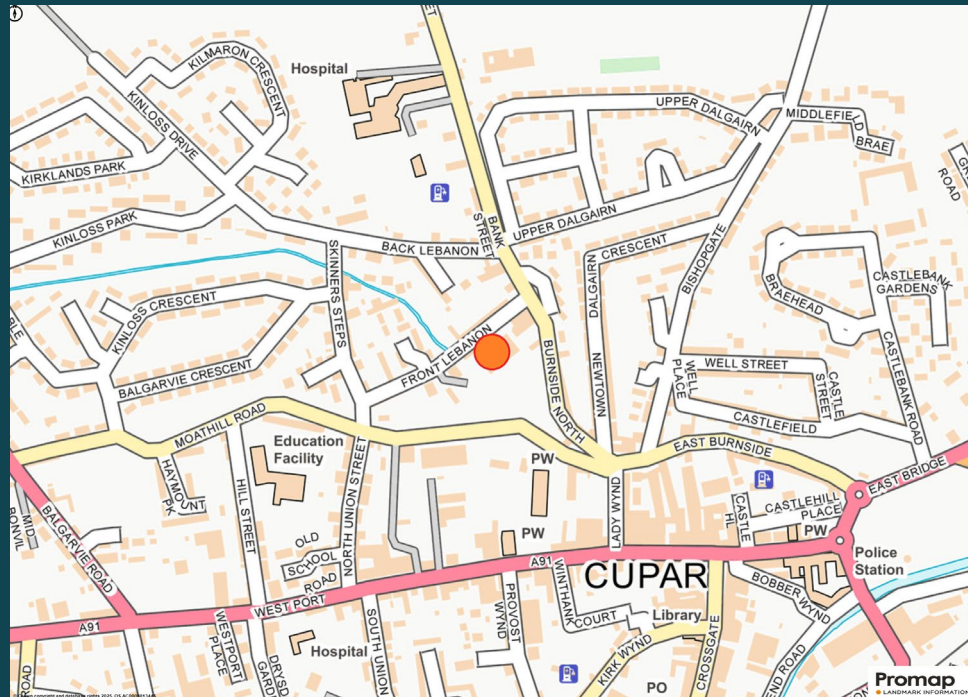 Hospital
KILMARON CRESCENT
KINLOSS DRIVE
KIRKLANDS PARK
UPPER DALGAIRN
MIDDLEFIELD
BRAE
ROAD
KINLOSS PARK
BANK
STREET
UPPER DALGAIRN
BACK LEBANON
SKINNERS STEPS
DALGAIRN
CRESCENT
BISHOPGATE
BRAEHEAD
CASTLEBANK
GARDENS
KINLOSS CRESCENT
BALGARVIE CRESCENT
FRONT LEBANON
BURNSIDE NORTH
NEWTOWN
WELL
PLACE
WELL STREET
CASTLE
STREET
CASTLEFIELD
CASTLEBANK ROAD
MOATHILL ROAD
Education
Facility
HAYMOUNT
PK
HILL STREET
NORTH UNION STREET
PW
EAST BURNSIDE
EAST BRIDGE
BALGARVIE ROAD
MID
BONVIL
OLD
SCHOOL
ROAD
PW
LADY WYND
CASTLE
HL
CASTLEHILL
PLACE
PW
Police
Station
A91
CUPAR
BOBBER WYND
WEST PORT
A91
WESTPORT
PLACE
Hospital
SOUTH UNION
PROVOST
WYND
WINTHANK
COURT
Library
KIRK WYND
CROSSGATE
PO
ROAD
Promap
LANDMARK INFORMATION